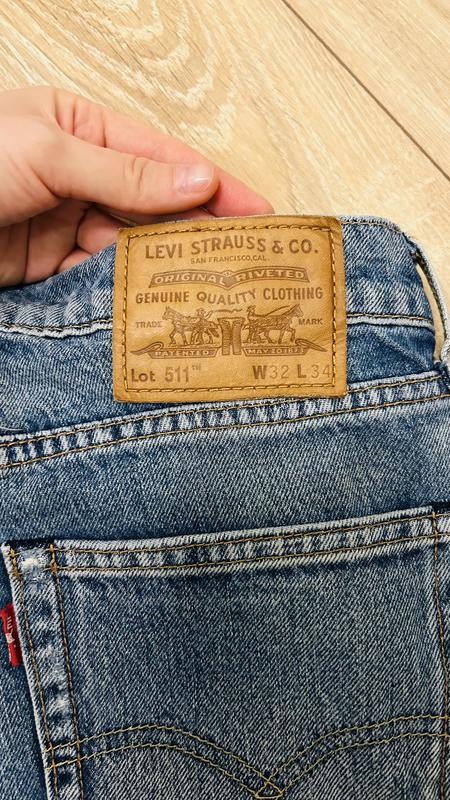 LEVI STRAUSS & CO.
SAN FRANCISCO,CAL.
ORIGINAL RIVETED
GENUINE QUALITY CLOTHING
TRADE MARK
PATENTED MAY 20 1873
Lot 511™ W32 L34